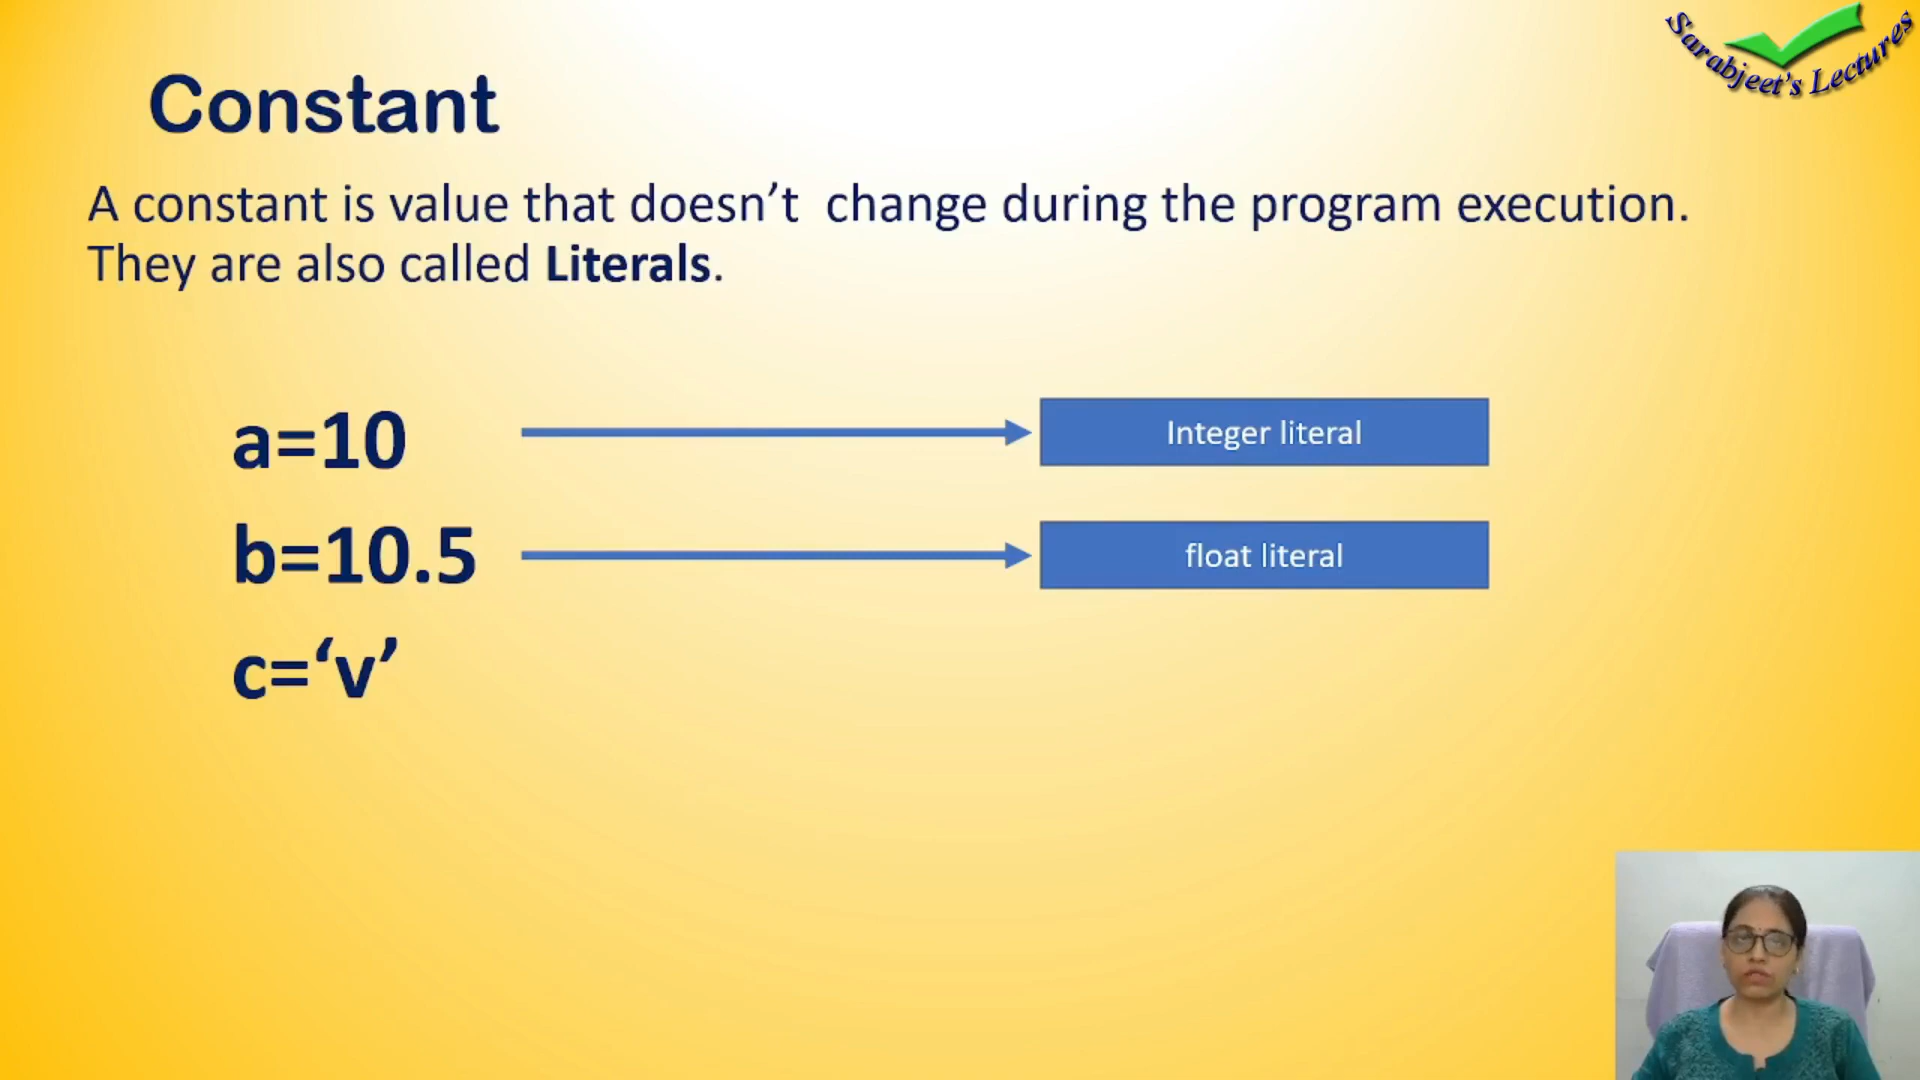 Sarabjeet's Lectures
Constant
A constant is value that doesn’t  change during the program execution.
They are also called Literals.
a=10
Integer literal
b=10.5
float literal
c=‘v’